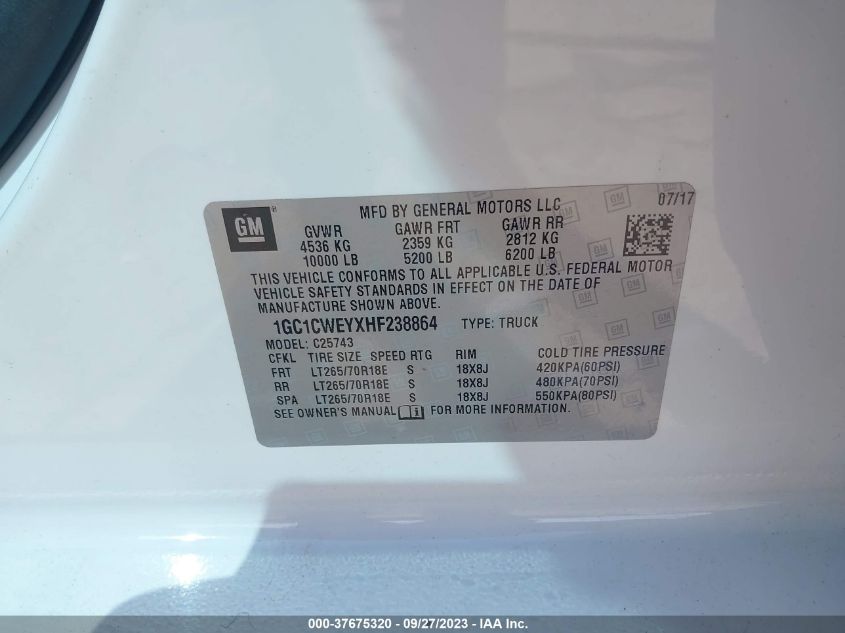 GM ®
MFD BY GENERAL MOTORS LLC 07/17
GVWR GAWR FRT GAWR RR
4536 KG 2359 KG 2812 KG
10000 LB 5200 LB 6200 LB
THIS VEHICLE CONFORMS TO ALL APPLICABLE U.S. FEDERAL MOTOR
VEHICLE SAFETY STANDARDS IN EFFECT ON THE DATE OF
MANUFACTURE SHOWN ABOVE.
1GC1CWEYXHF238864 TYPE: TRUCK
MODEL: C25743
CFKL TIRE SIZE SPEED RTG RIM COLD TIRE PRESSURE
FRT LT265/70R18E S 18X8J 420KPA(60PSI)
RR LT265/70R18E S 18X8J 480KPA(70PSI)
SPA LT265/70R18E S 18X8J 550KPA(80PSI)
SEE OWNER'S MANUAL i FOR MORE INFORMATION.
000-37675320 - 09/27/2023 - IAA Inc.